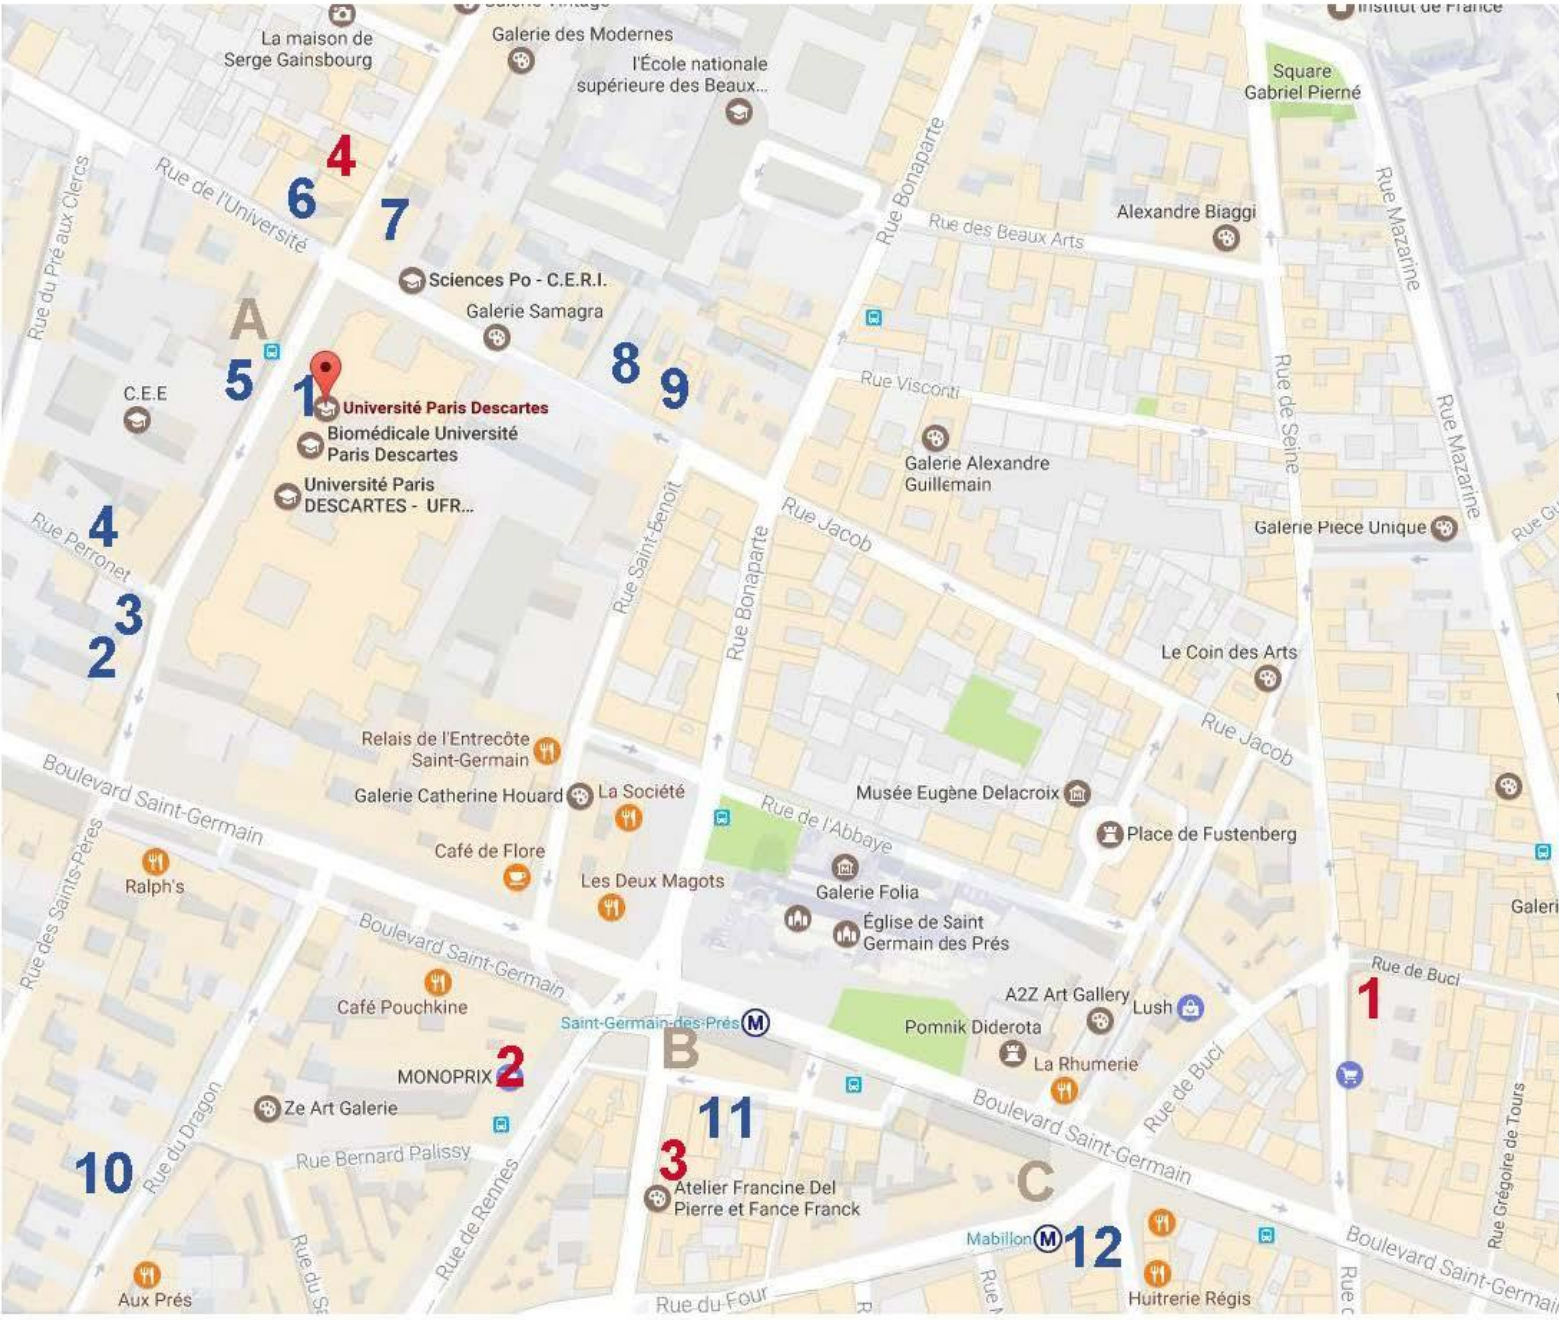 Institut de France
La maison de
Serge Gainsbourg
Galerie des Modernes
l'École nationale
supérieure des Beaux...
Square
Gabriel Pierné
4
Rue de l'Université
6
7
Rue du Pré aux Clercs
Rue Bonaparte
Rue Mazarine
Alexandre Biaggi
Rue des Beaux Arts
Sciences Po - C.E.R.I.
Galerie Samagra
A
5
1
8
9
C.E.E
Université Paris Descartes
Biomédicale Université
Paris Descartes
Université Paris
DESCARTES - UFR...
Rue Visconti
Rue de Seine
Rue Mazarine
Galerie Alexandre
Guillemain
Galerie Piece Unique
4
Rue Perronet
3
2
Rue Saint-Benoit
Rue Bonaparte
Rue Jacob
Le Coin des Arts
Rue Jacob
Relais de l'Entrecôte
Saint-Germain
Galerie Catherine Houard
La Société
Musée Eugène Delacroix
Rue de l'Abbaye
Place de Fustenberg
Boulevard Saint-Germain
Café de Flore
Les Deux Magots
Galerie Folia
Église de Saint
Germain des Prés
Ralph's
Rue des Saints-Pères
Boulevard Saint-Germain
Café Pouchkine
Galeri
Rue de Buci
1
A2Z Art Gallery
Lush
Pomnik Diderota
La Rhumerie
Saint-Germain-des-Prés
M
B
MONOPRIX
2
Ze Art Galerie
Rue du Dragon
Rue Bernard Palissy
11
Boulevard Saint-Germain
Rue de Buci
Rue Grégoire de Tours
10
3
Atelier Francine Del
Pierre et Fance Franck
C
Rue de Rennes
Mabillon
M
12
Boulevard Saint-Germai
Aux Prés
Huitrerie Régis
Rue du Four